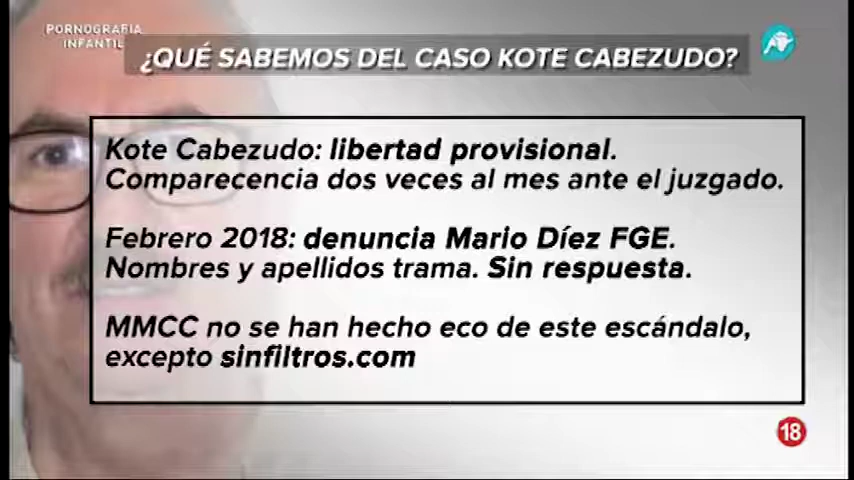 PORNOGRAFIA
INFANTIL
¿QUÉ SABEMOS DEL CASO KOTE CABEZUDO?
Kote Cabezudo: libertad provisional.
Comparecencia dos veces al mes ante el juzgado.
Febrero 2018: denuncia Mario Díez FGE.
Nombres y apellidos trama. Sin respuesta.
MMCC no se han hecho eco de este escándalo,
excepto sinfiltros.com
18